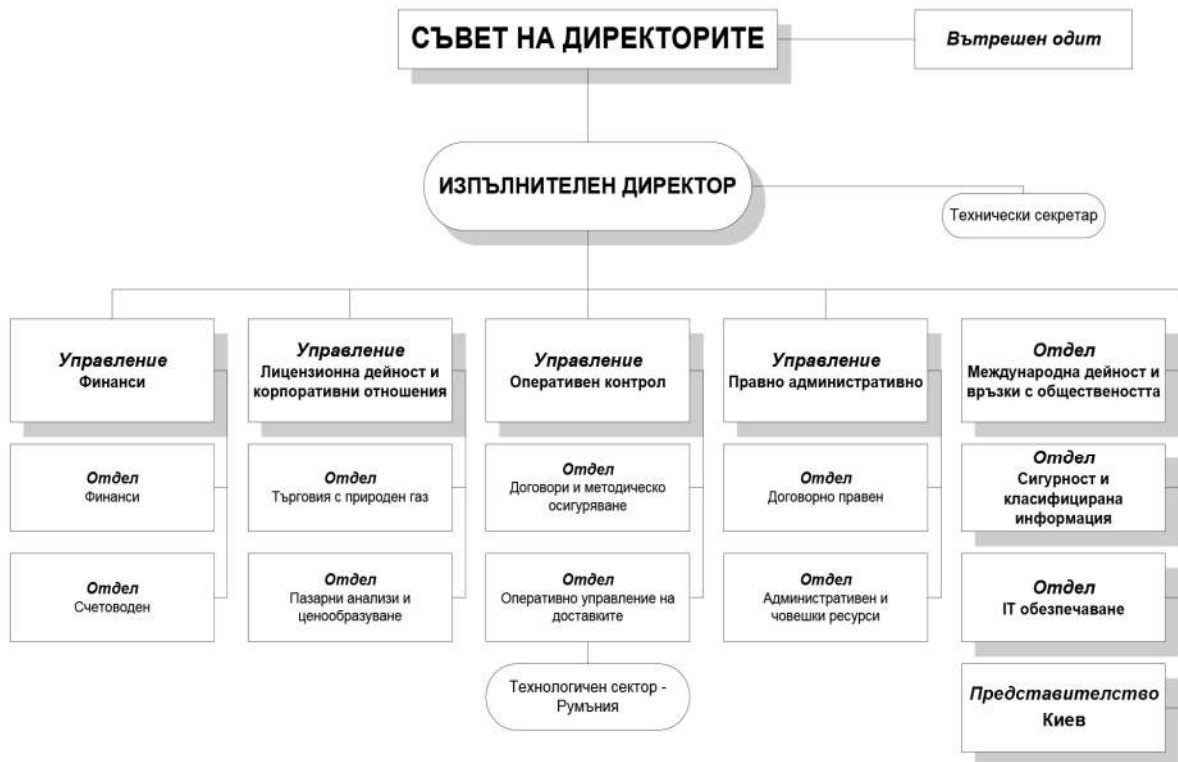 СЪВЕТ НА ДИРЕКТОРИТЕ
Вътрешен одит
ИЗПЪЛНИТЕЛЕН ДИРЕКТОР
Технически секретар
Управление
Финанси
Управление
Лицензионна дейност и
корпоративни отношения
Управление
Оперативен контрол
Управление
Правно административно
Отдел
Международна дейност и
връзки с обществеността
Отдел
Финанси
Отдел
Търговия с природен газ
Отдел
Договори и методическо
осигуряване
Отдел
Договорно правен
Отдел
Сигурност и
класифицирана
информация
Отдел
Счетоводен
Отдел
Пазарни анализи и
ценообразуване
Отдел
Оперативно управление на
доставките
Отдел
Административен и
човешки ресурси
Отдел
IT обезпечаване
Технологичен сектор -
Румъния
Представителство
Киев